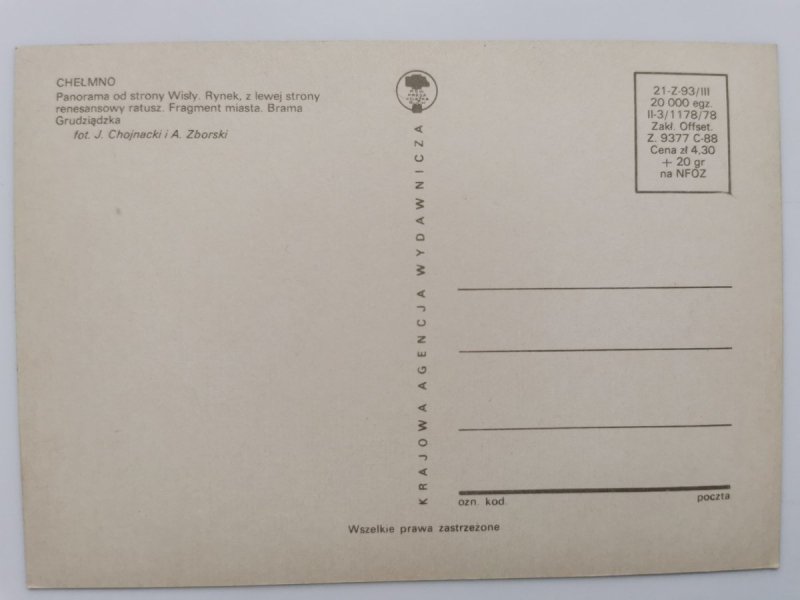 CHEŁMNO
Panorama od strony Wisły. Rynek, z lewej strony
renesansowy ratusz. Fragment miasta. Brama
Grudziądzka
fot. J. Chojnacki i A. Zborski
KRAJOWA AGENCJA WYDAWNICZA
21-Z-93/III
20 000 egz.
II-3/1178/78
Zakł. Offset.
Z. 9377 C-88
Cena zł 4,30
+ 20 gr
na NFOZ
ozn. kod.
poczta
Wszelkie prawa zastrzeżone